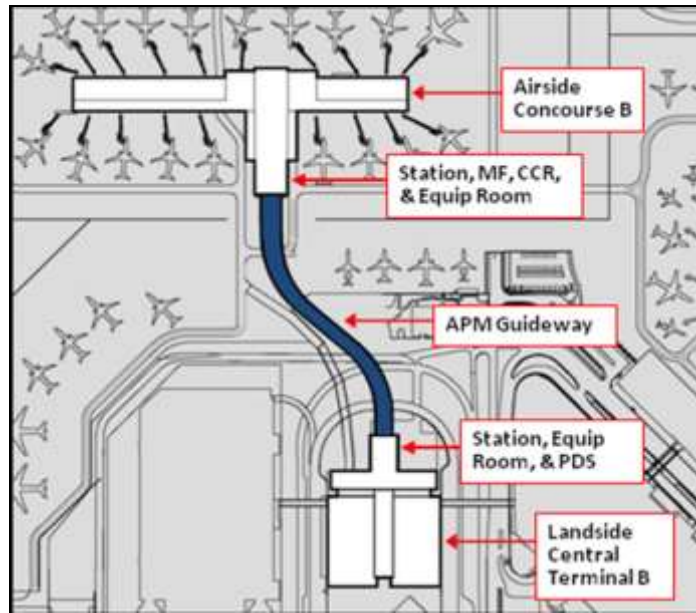 Airside
Concourse B
Station, MF, CCR,
& Equip Room
APM Guideway
Station, Equip
Room, & PDS
Landside
Central
Terminal B